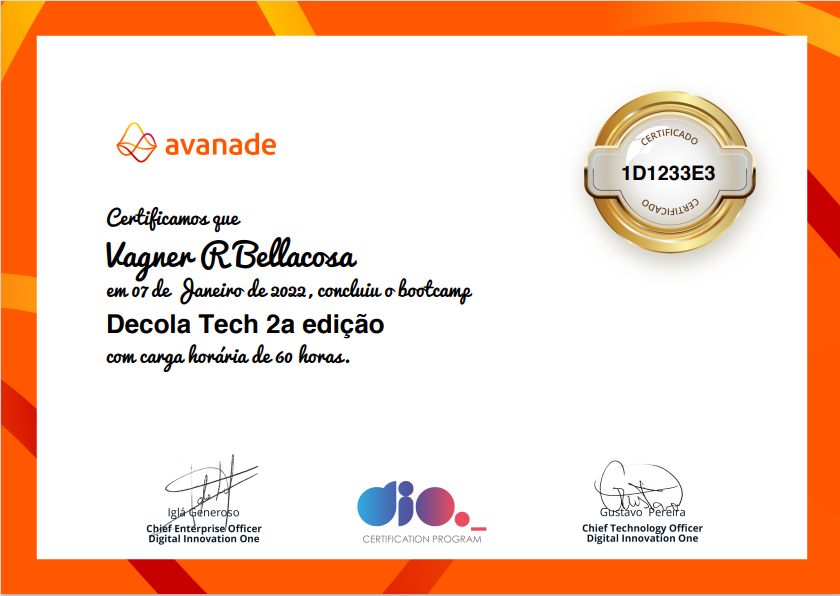 avanade
CERTIFICADO
1D1233E3
CERTIFICADO
Certificamos que
Vagner R Bellacosa
em 07 de Janeiro de 2022, concluiu o bootcamp
Decola Tech 2a edição
com carga horária de 60 horas.
Iglá Generoso
Chief Enterprise Officer
Digital Innovation One
dio._
CERTIFICATION PROGRAM
Gustavo Pereira
Chief Technology Officer
Digital Innovation One